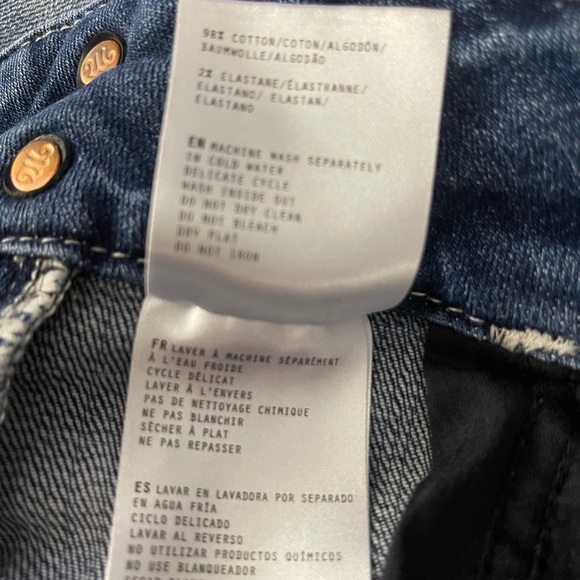 98% COTTON/COTON/ALGODÓN/
BAUMWOLLE/ALGODÃO
2% ELASTANE/ÉLASTHANNE/
ELASTANO/ ELASTAN/
ELASTANO
EN MACHINE WASH SEPARATELY
IN COLD WATER
DELICATE CYCLE
WASH INSIDE OUT
DO NOT DRY CLEAN
DO NOT BLEACH
DRY FLAT
DO NOT IRON
FR LAVER À MACHINE SÉPARÉMENT
À L'EAU FROIDE
CYCLE DÉLICAT
LAVER À L'ENVERS
PAS DE NETTOYAGE CHIMIQUE
NE PAS BLANCHIR
SÉCHER À PLAT
NE PAS REPASSER
ES LAVAR EN LAVADORA POR SEPARADO
EN AGUA FRÍA
CICLO DELICADO
LAVAR AL REVERSO
NO UTILIZAR PRODUCTOS QUÍMICOS
NO USE BLANQUEADOR